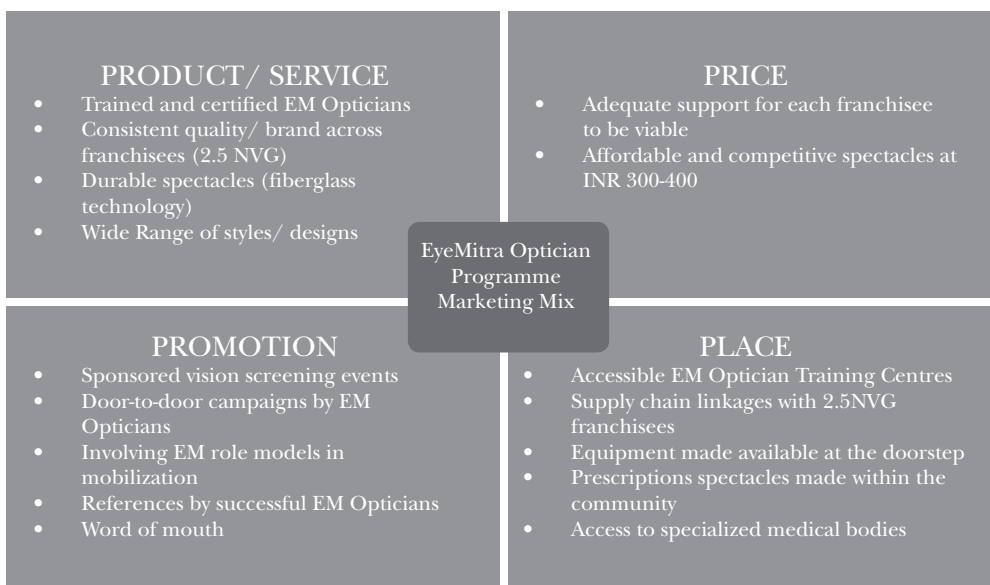 PRODUCT/ SERVICE
• Trained and certified EM Opticians
• Consistent quality/ brand across
franchisees (2.5 NVG)
• Durable spectacles (fiberglass
technology)
• Wide Range of styles/ designs
PRICE
• Adequate support for each franchisee
to be viable
• Affordable and competitive spectacles at
INR 300-400
EyeMitra Optician
Programme
Marketing Mix
PROMOTION
• Sponsored vision screening events
• Door-to-door campaigns by EM
Opticians
• Involving EM role models in
mobilization
• References by successful EM Opticians
• Word of mouth
PLACE
• Accessible EM Optician Training Centres
• Supply chain linkages with 2.5NVG
franchisees
• Equipment made available at the doorstep
• Prescriptions spectacles made within the
community
• Access to specialized medical bodies